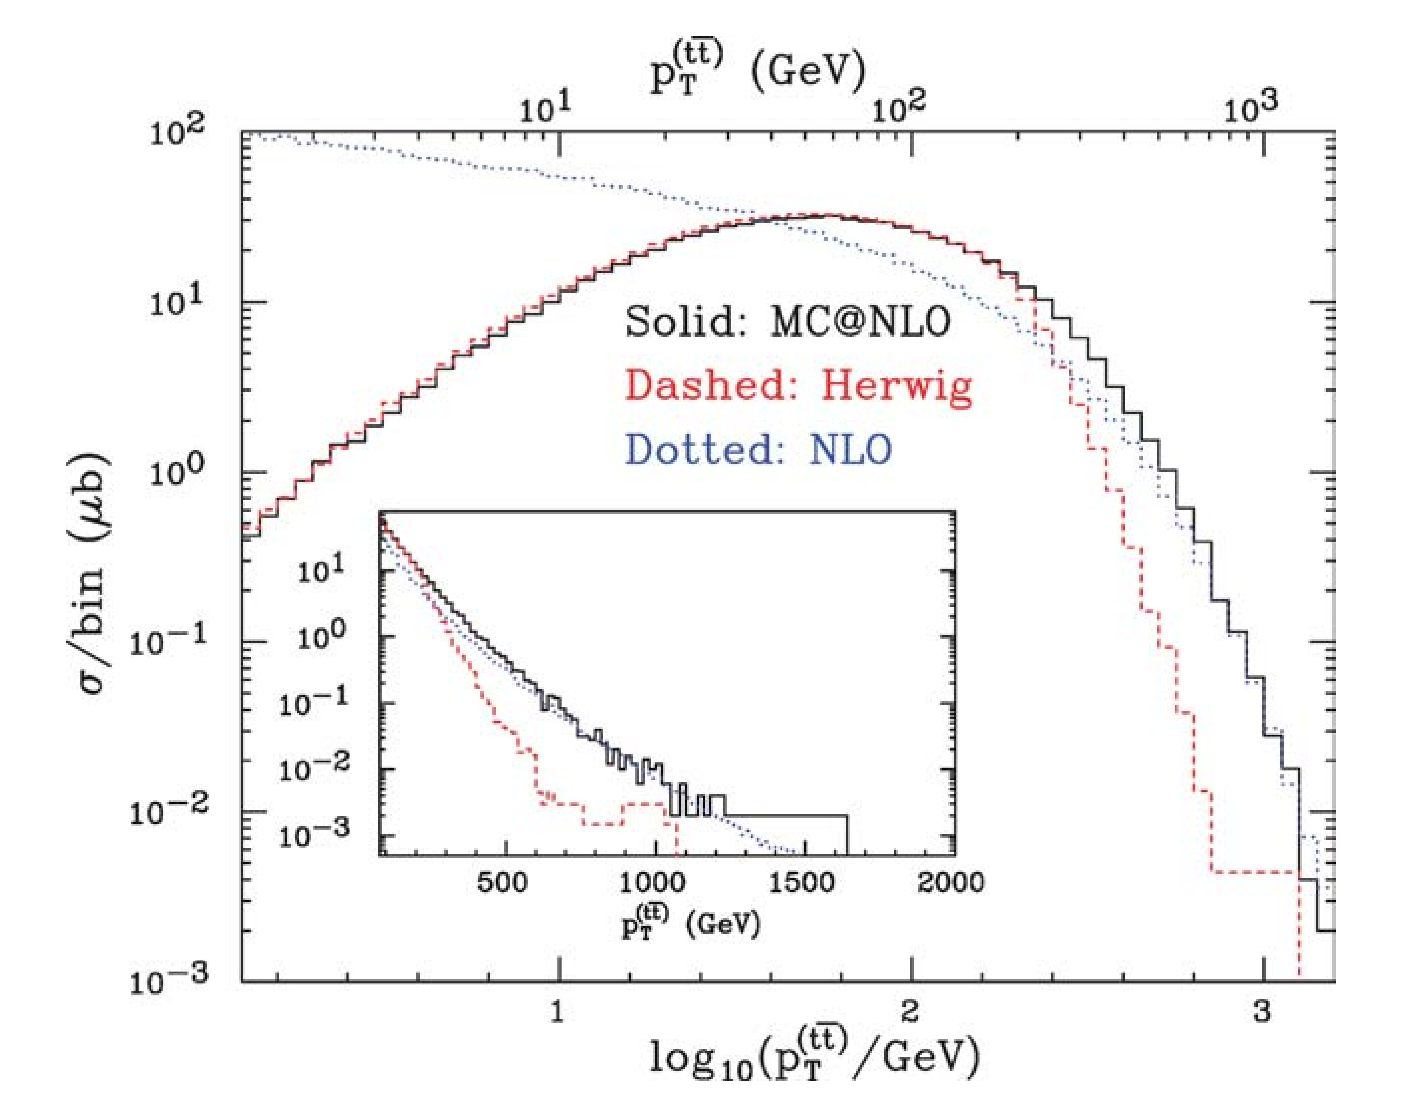 p_T^(tt̅) (GeV)
10^1 10^2 10^3
10^2
10^1
10^0
10^−1
10^−2
10^−3
σ/bin (μb)
Solid: MC@NLO
Dashed: Herwig
Dotted: NLO
10^1
10^0
10^−1
10^−2
10^−3
500 1000 1500 2000
p_T^(tt̅) (GeV)
1 2 3
log_10(p_T^(tt̅)/GeV)